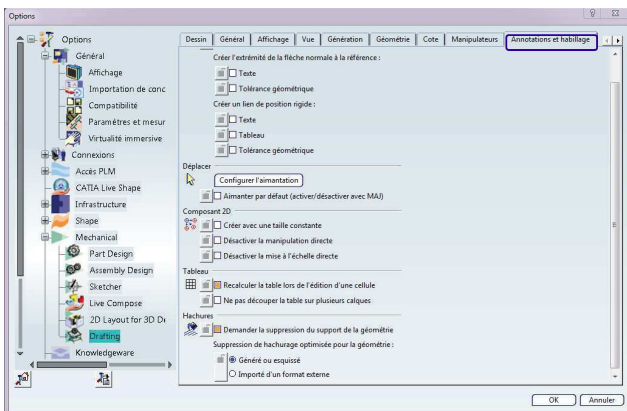 Options
Options
Général
Affichage
Importation de conc
Compatibilité
Paramètres et mesur
Virtualité immersive
Connexions
Accès PLM
CATIA Live Shape
Infrastructure
Shape
Mechanical
Part Design
Assembly Design
Sketcher
Live Compose
2D Layout for 3D De
Drafting
Knowledgeware
Dessin Général Affichage Vue Génération Géométrie Cote Manipulateurs Annotations et habillage
Créer l'extrémité de la flèche normale à la référence :
Texte
Tolérance géométrique
Créer un lien de position rigide :
Texte
Tableau
Tolérance géométrique
Déplacer
Configurer l'aimantation
Aimanter par défaut (activer/désactiver avec MAJ)
Composant 2D
Créer avec une taille constante
Désactiver la manipulation directe
Désactiver la mise à l'échelle directe
Tableau
Recalculer la table lors de l'édition d'une cellule
Ne pas découper la table sur plusieurs calques
Hachures
Demander la suppression du support de la géométrie
Suppression de hachurage optimisée pour la géométrie :
Généré ou esquissé
Importé d'un format externe
OK Annuler